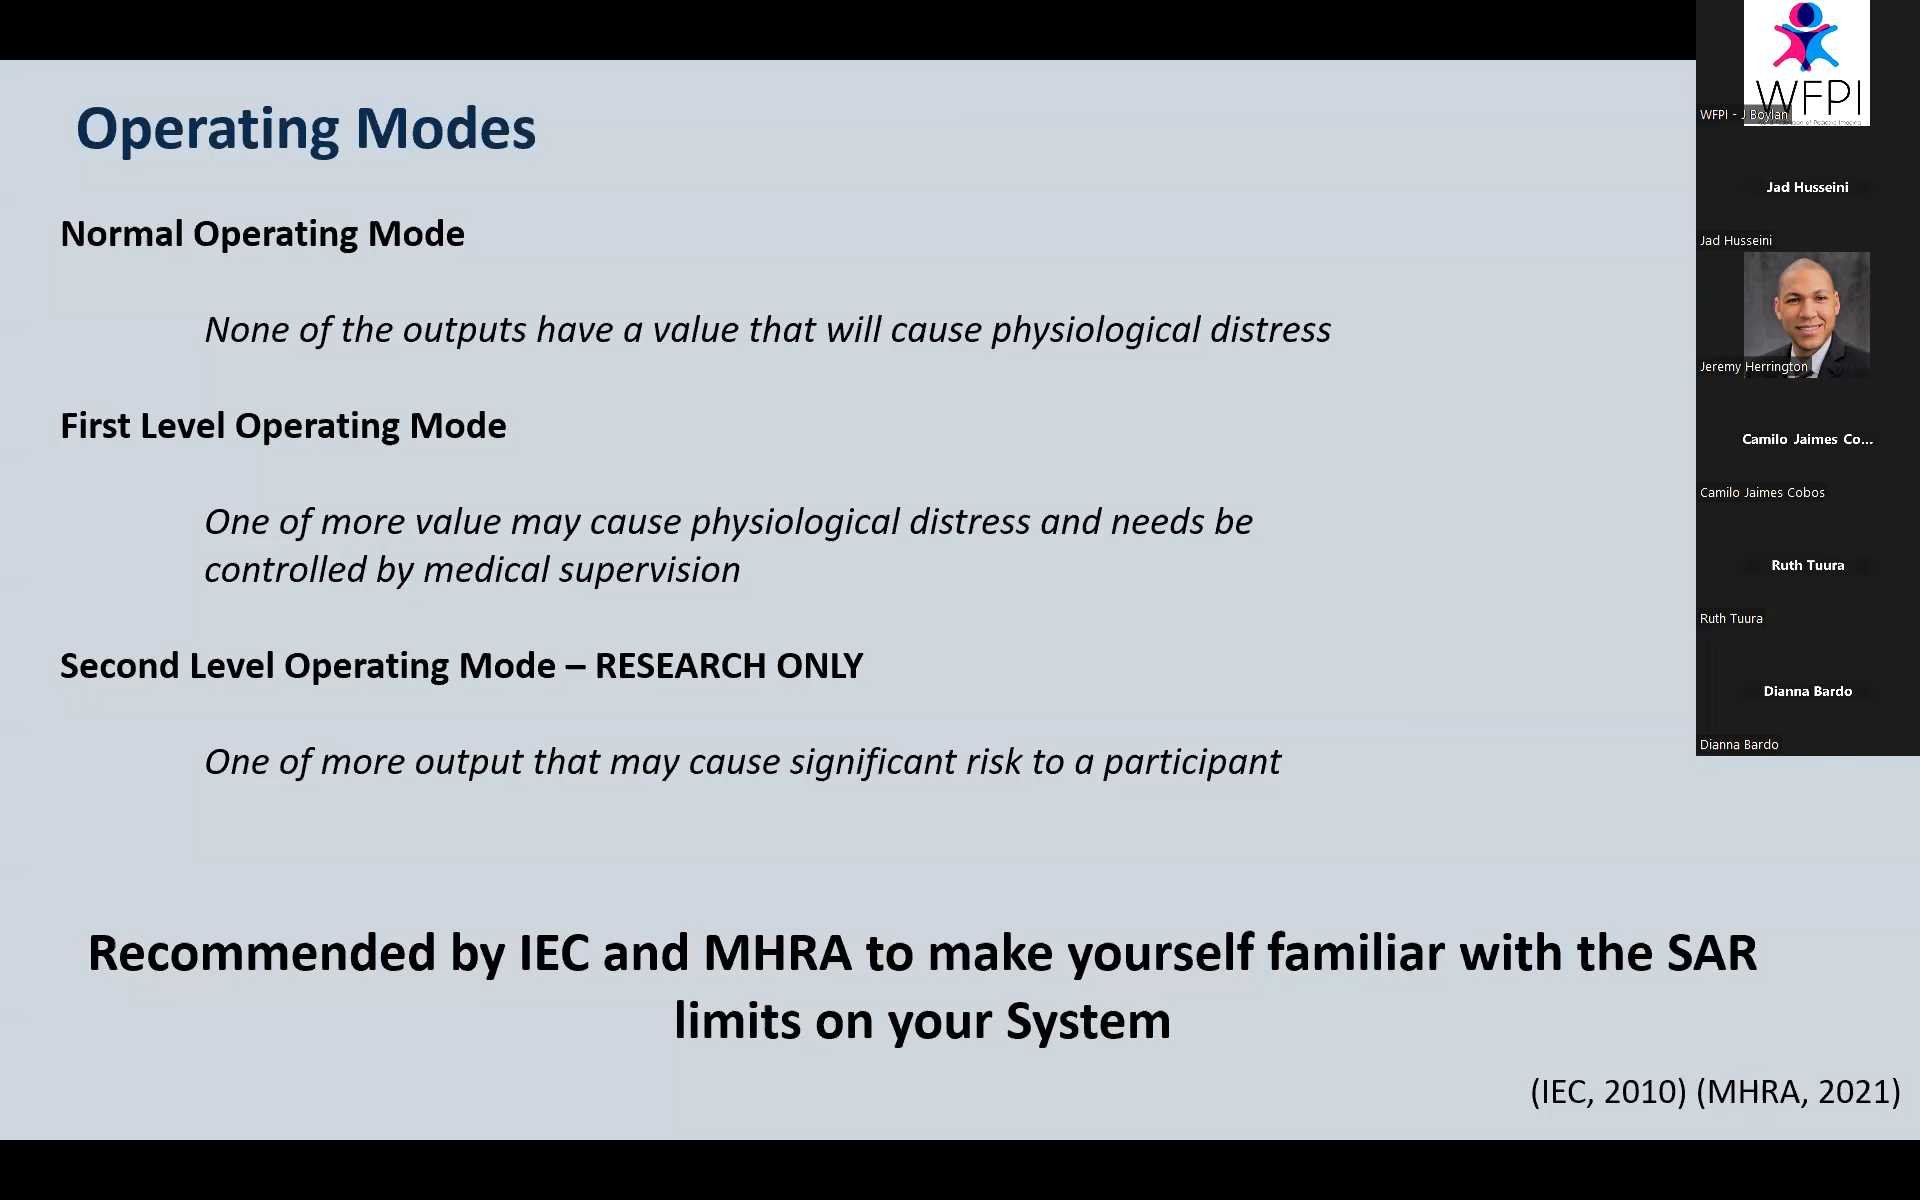 Operating Modes
Normal Operating Mode
None of the outputs have a value that will cause physiological distress
First Level Operating Mode
One of more value may cause physiological distress and needs be
controlled by medical supervision
Second Level Operating Mode – RESEARCH ONLY
One of more output that may cause significant risk to a participant
Recommended by IEC and MHRA to make yourself familiar with the SAR
limits on your System
(IEC, 2010) (MHRA, 2021)
WFPI
WFPI - J Boylan
Jad Husseini
Jad Husseini
Jeremy Herrington
Camilo Jaimes Co...
Camilo Jaimes Cobos
Ruth Tuura
Ruth Tuura
Dianna Bardo
Dianna Bardo